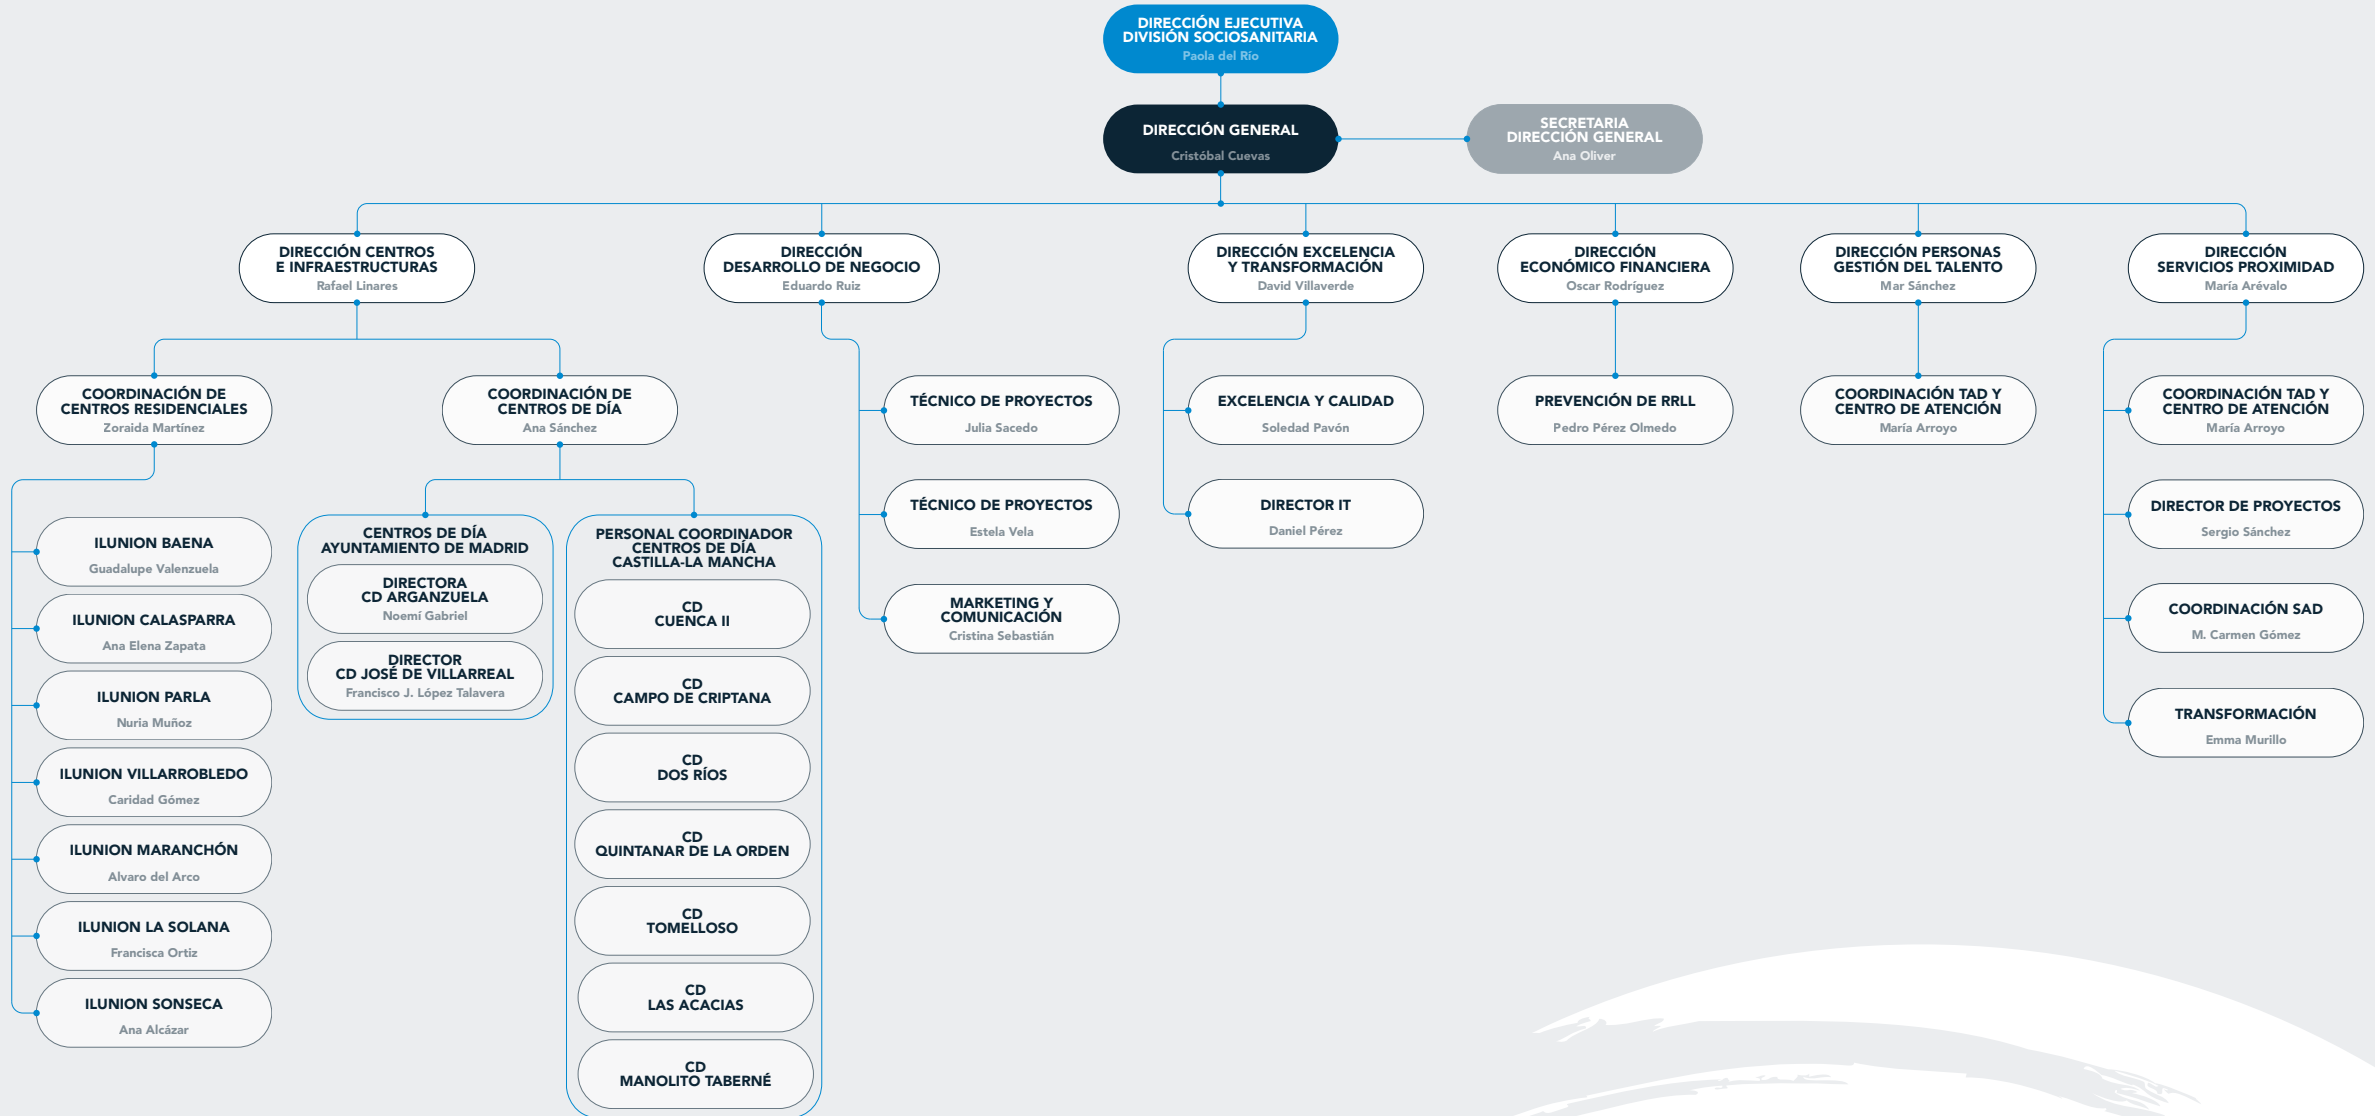 DIRECCIÓN EJECUTIVA
DIVISIÓN SOCIOSANITARIA
Paola del Río
DIRECCIÓN GENERAL
Cristóbal Cuevas
SECRETARIA
DIRECCIÓN GENERAL
Ana Oliver
DIRECCIÓN CENTROS
E INFRAESTRUCTURAS
Rafael Linares
DIRECCIÓN
DESARROLLO DE NEGOCIO
Eduardo Ruiz
DIRECCIÓN EXCELENCIA
Y TRANSFORMACIÓN
David Villaverde
DIRECCIÓN
ECONÓMICO FINANCIERA
Oscar Rodríguez
DIRECCIÓN PERSONAS
GESTIÓN DEL TALENTO
Mar Sánchez
DIRECCIÓN
SERVICIOS PROXIMIDAD
María Arévalo
COORDINACIÓN DE
CENTROS RESIDENCIALES
Zoraida Martínez
COORDINACIÓN DE
CENTROS DE DÍA
Ana Sánchez
ILUNION BAENA
Guadalupe Valenzuela
ILUNION CALASPARRA
Ana Elena Zapata
ILUNION PARLA
Nuria Muñoz
ILUNION VILLARROBLEDO
Caridad Gómez
ILUNION MARANCHÓN
Alvaro del Arco
ILUNION LA SOLANA
Francisca Ortiz
ILUNION SONSECA
Ana Alcázar
CENTROS DE DÍA
AYUNTAMIENTO DE MADRID
DIRECTORA
CD ARGANZUELA
Noemí Gabriel
DIRECTOR
CD JOSÉ DE VILLARREAL
Francisco J. López Talavera
PERSONAL COORDINADOR
CENTROS DE DÍA
CASTILLA-LA MANCHA
CD
CUENCA II
CD
CAMPO DE CRIPTANA
CD
DOS RÍOS
CD
QUINTANAR DE LA ORDEN
CD
TOMELLOSO
CD
LAS ACACIAS
CD
MANOLITO TABERNÉ
TÉCNICO DE PROYECTOS
Julia Sacedo
TÉCNICO DE PROYECTOS
Estela Vela
MARKETING Y
COMUNICACIÓN
Cristina Sebastián
EXCELENCIA Y CALIDAD
Soledad Pavón
DIRECTOR IT
Daniel Pérez
PREVENCIÓN DE RRLL
Pedro Pérez Olmedo
COORDINACIÓN TAD Y
CENTRO DE ATENCIÓN
María Arroyo
COORDINACIÓN TAD Y
CENTRO DE ATENCIÓN
María Arroyo
DIRECTOR DE PROYECTOS
Sergio Sánchez
COORDINACIÓN SAD
M. Carmen Gómez
TRANSFORMACIÓN
Emma Murillo